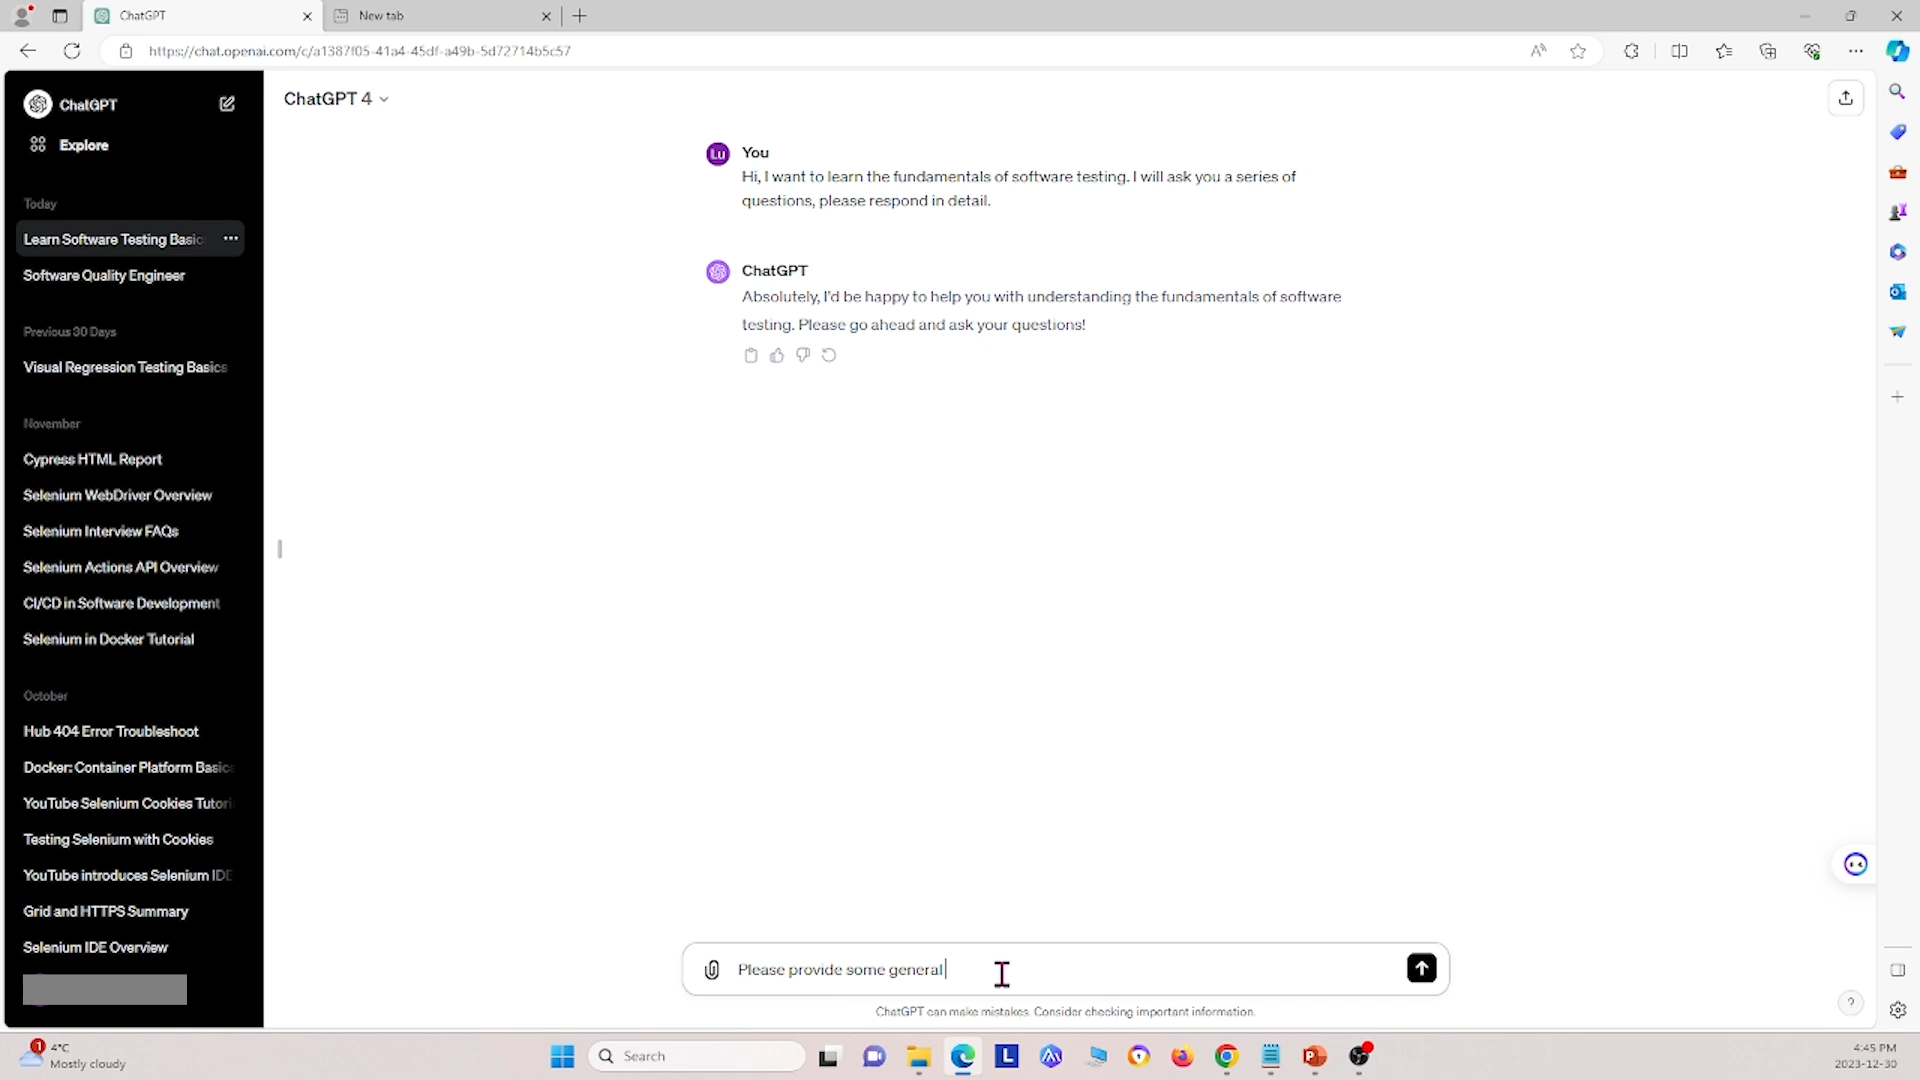 ChatGPT
New tab
https://chat.openai.com/c/a1387f05-41a4-45df-a49b-5d72714b5c57
ChatGPT
Explore
Today
Learn Software Testing Basic
Software Quality Engineer
Previous 30 Days
Visual Regression Testing Basics
November
Cypress HTML Report
Selenium WebDriver Overview
Selenium Interview FAQs
Selenium Actions API Overview
CI/CD in Software Development
Selenium in Docker Tutorial
October
Hub 404 Error Troubleshoot
Docker: Container Platform Basic
YouTube Selenium Cookies Tutori
Testing Selenium with Cookies
YouTube introduces Selenium IDE
Grid and HTTPS Summary
Selenium IDE Overview
ChatGPT 4
Lu
You
Hi, I want to learn the fundamentals of software testing. I will ask you a series of
questions, please respond in detail.
ChatGPT
Absolutely, I'd be happy to help you with understanding the fundamentals of software
testing. Please go ahead and ask your questions!
Please provide some general
ChatGPT can make mistakes. Consider checking important information.
?
1
4°C
Mostly cloudy
Search
L
4:45 PM
2023-12-30